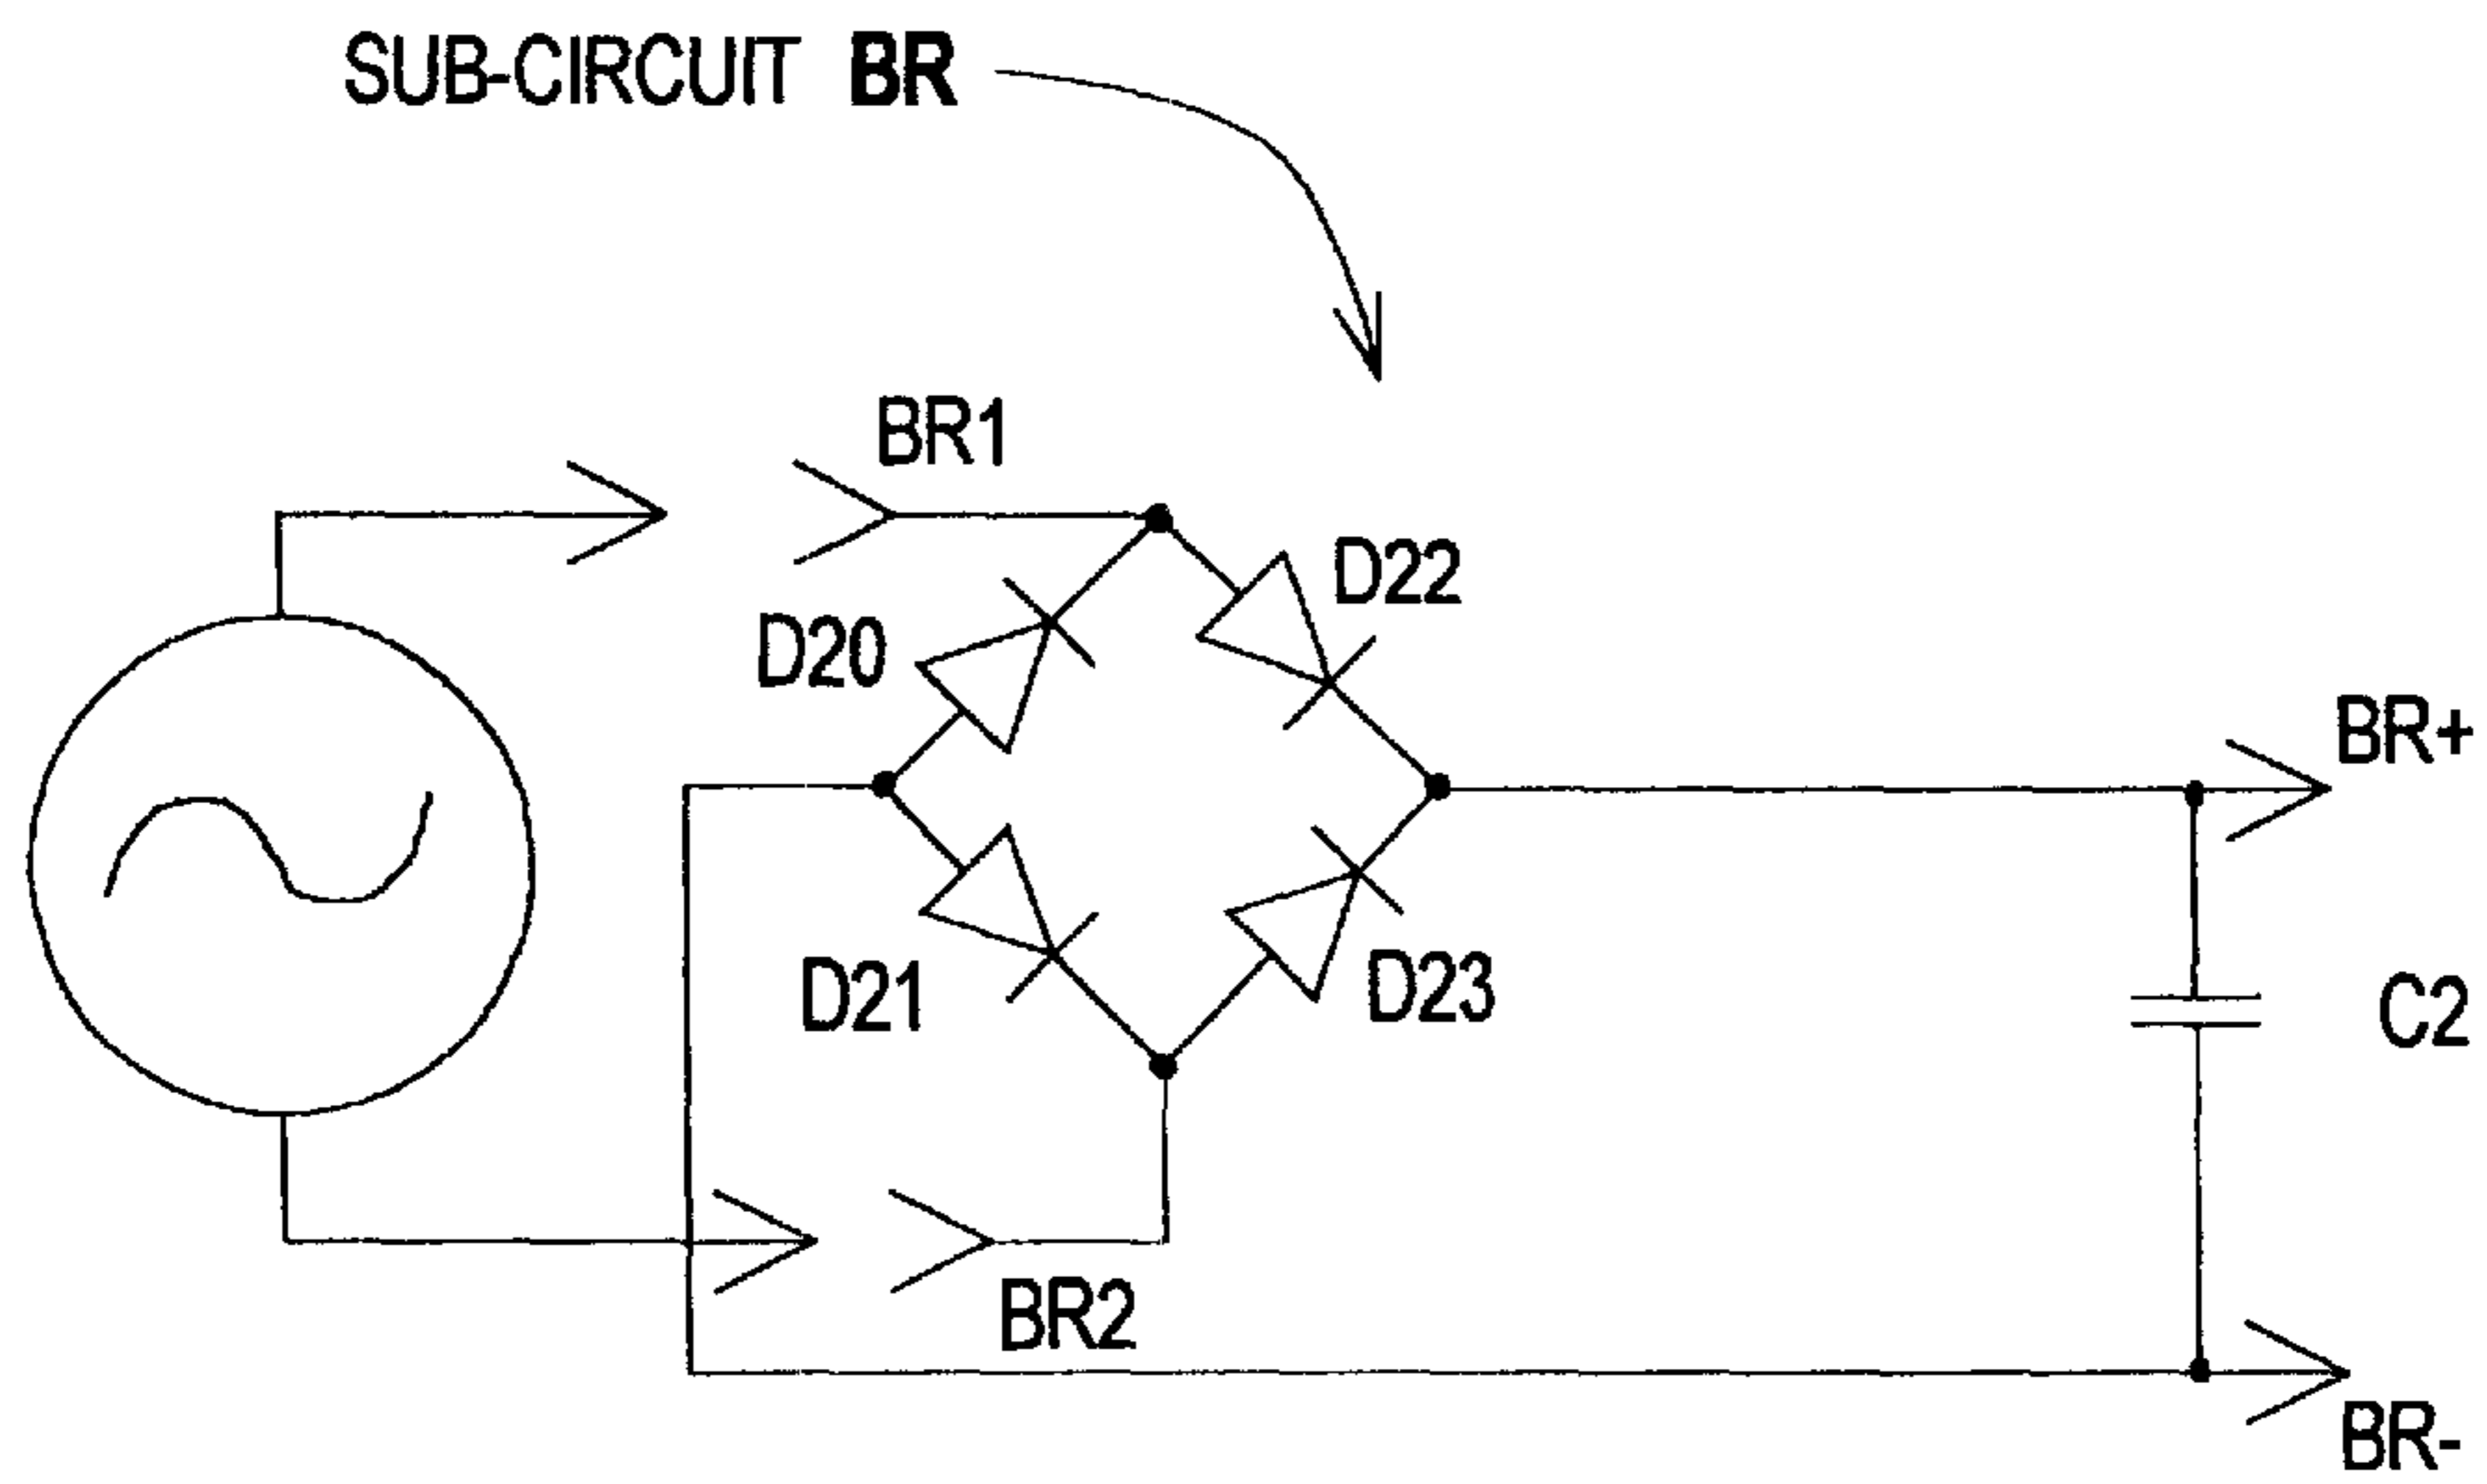 SUB-CIRCUIT BR
BR1
D22
D20
BR+
D21
D23
C2
BR2
BR-